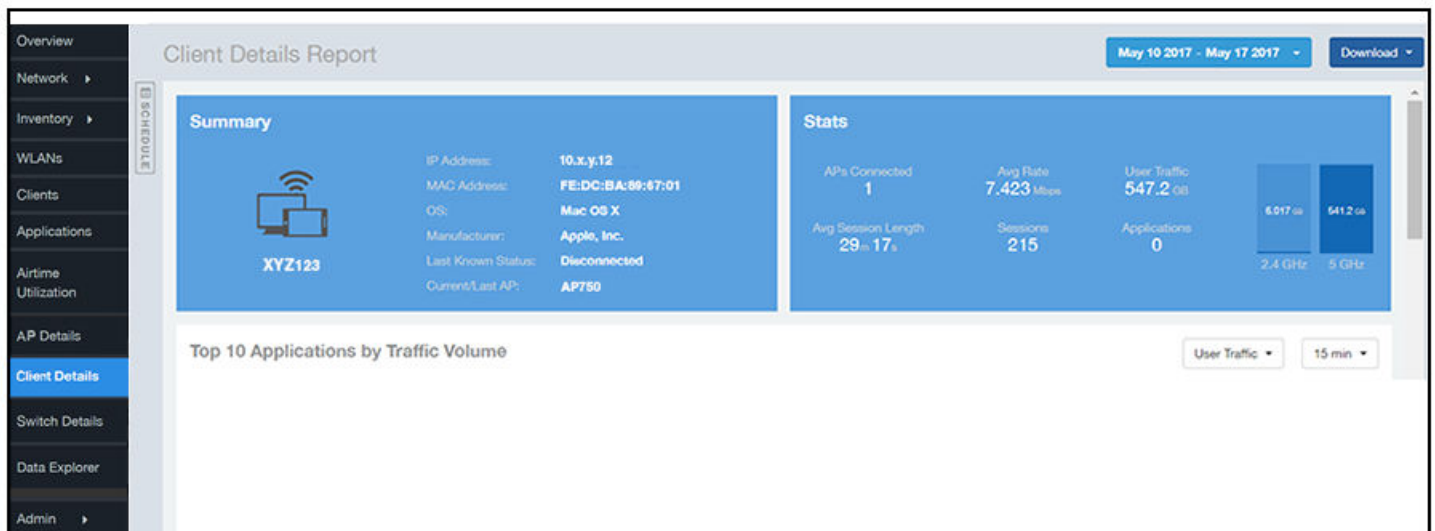 Overview
Network
Inventory
WLANs
Clients
Applications
Airtime
Utilization
AP Details
Client Details
Switch Details
Data Explorer
Admin
SCHEDULE
Client Details Report
May 10 2017 - May 17 2017
Download
Summary
XYZ123
IP Address: 10.x.y.12
MAC Address: FE:DC:BA:89:67:01
OS: Mac OS X
Manufacturer: Apple, Inc.
Last Known Status: Disconnected
Current/Last AP: AP750
Stats
APs Connected Avg Rate User Traffic
1 7.423 Mbps 547.2 GB
Avg Session Length Sessions Applications
29m 17s 215 0
6.017 GB 541.2 GB
2.4 GHz 5 GHz
Top 10 Applications by Traffic Volume
User Traffic
15 min